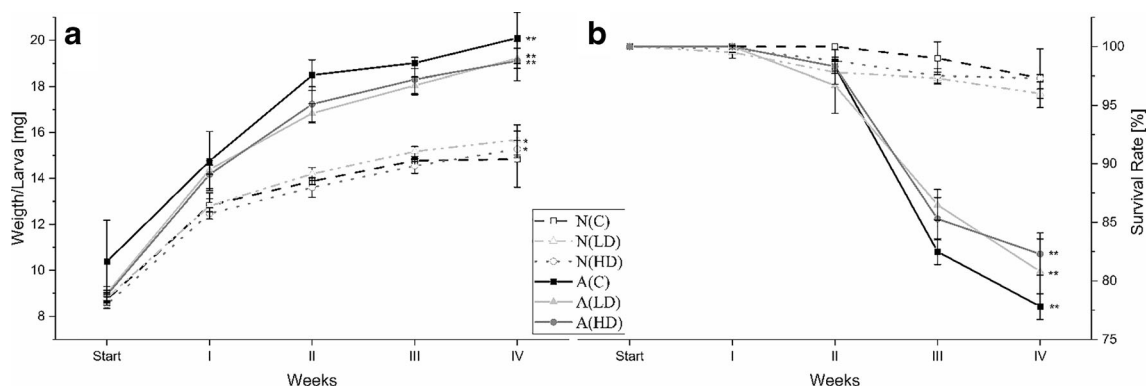 a
Weigth/Larva [mg]
20
18
16
14
12
10
8
**
**
**
*
*
Start
I
II
III
IV
Weeks
N(C)
N(LD)
N(HD)
A(C)
A(LD)
A(HD)
b
100
95
90
85
80
75
Survival Rate [%]
**
**
**
Start
I
II
III
IV
Weeks